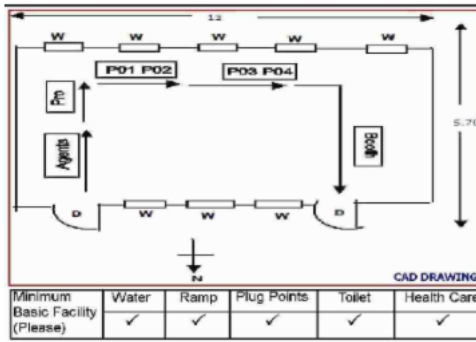 12
W W W W W
P01 P02 P03 P04
Pro
Agents
Booth
5.70
D W W W D
N
CAD DRAWING
Minimum Basic Facility (Please) Water Ramp Plug Points Toilet Health Care
✓ ✓ ✓ ✓ ✓